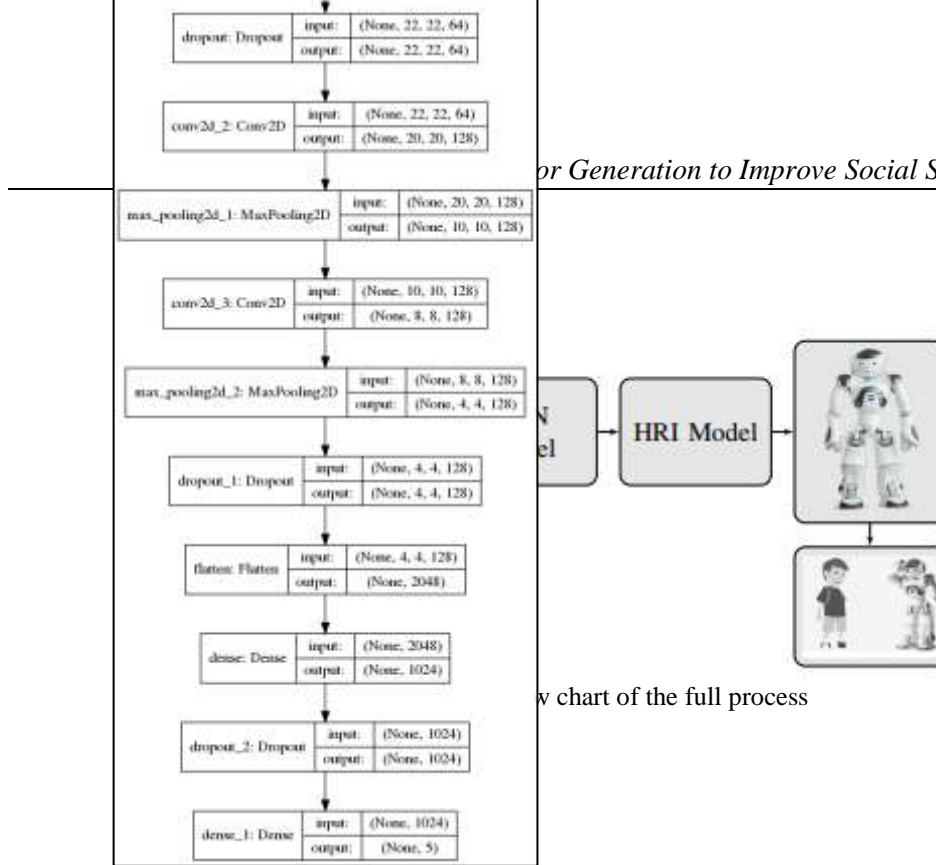 dropout: Dropout
input: (None, 22, 22, 64)
output: (None, 22, 22, 64)
conv2d_2: Conv2D
input: (None, 22, 22, 64)
output: (None, 20, 20, 128)
max_pooling2d_1: MaxPooling2D
input: (None, 20, 20, 128)
output: (None, 10, 10, 128)
conv2d_3: Conv2D
input: (None, 10, 10, 128)
output: (None, 8, 8, 128)
max_pooling2d_2: MaxPooling2D
input: (None, 8, 8, 128)
output: (None, 4, 4, 128)
dropout_1: Dropout
input: (None, 4, 4, 128)
output: (None, 4, 4, 128)
flatten: Flatten
input: (None, 4, 4, 128)
output: (None, 2048)
dense: Dense
input: (None, 2048)
output: (None, 1024)
dropout_2: Dropout
input: (None, 1024)
output: (None, 1024)
dense_1: Dense
input: (None, 1024)
output: (None, 5)
or Generation to Improve Social S
N
el
HRI Model
w chart of the full process